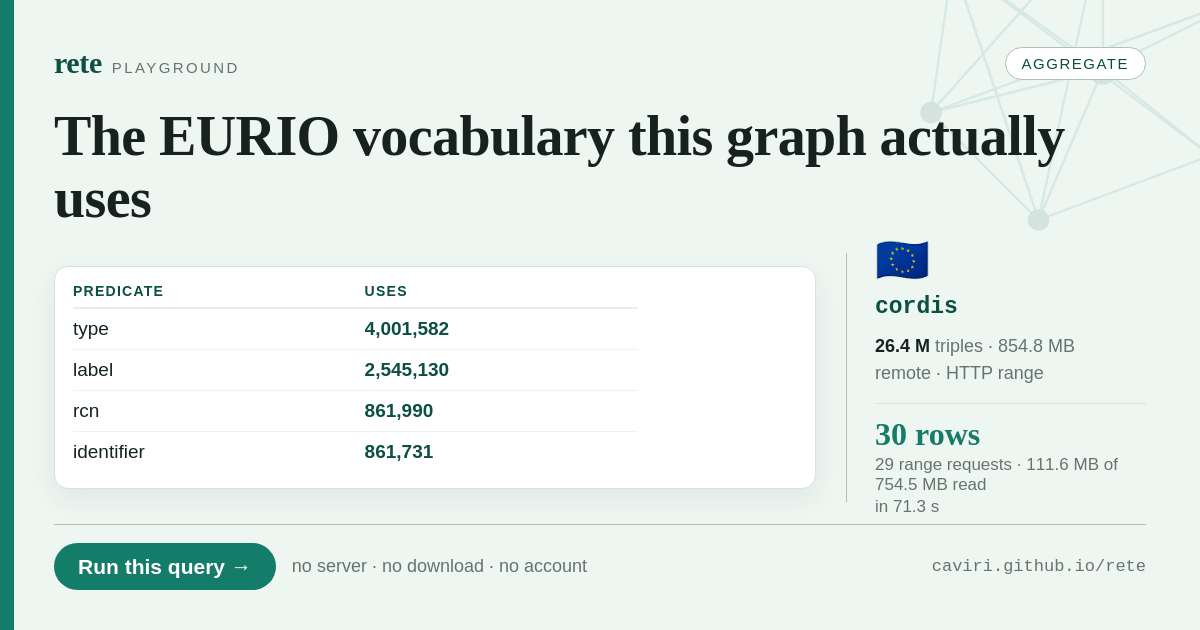 rete PLAYGROUND
AGGREGATE
The EURIO vocabulary this graph actually
uses
PREDICATE USES
type 4,001,582
label 2,545,130
rcn 861,990
identifier 861,731
cordis
26.4 M triples · 854.8 MB
remote · HTTP range
30 rows
29 range requests · 111.6 MB of
754.5 MB read
in 71.3 s
Run this query →
no server · no download · no account
caviri.github.io/rete